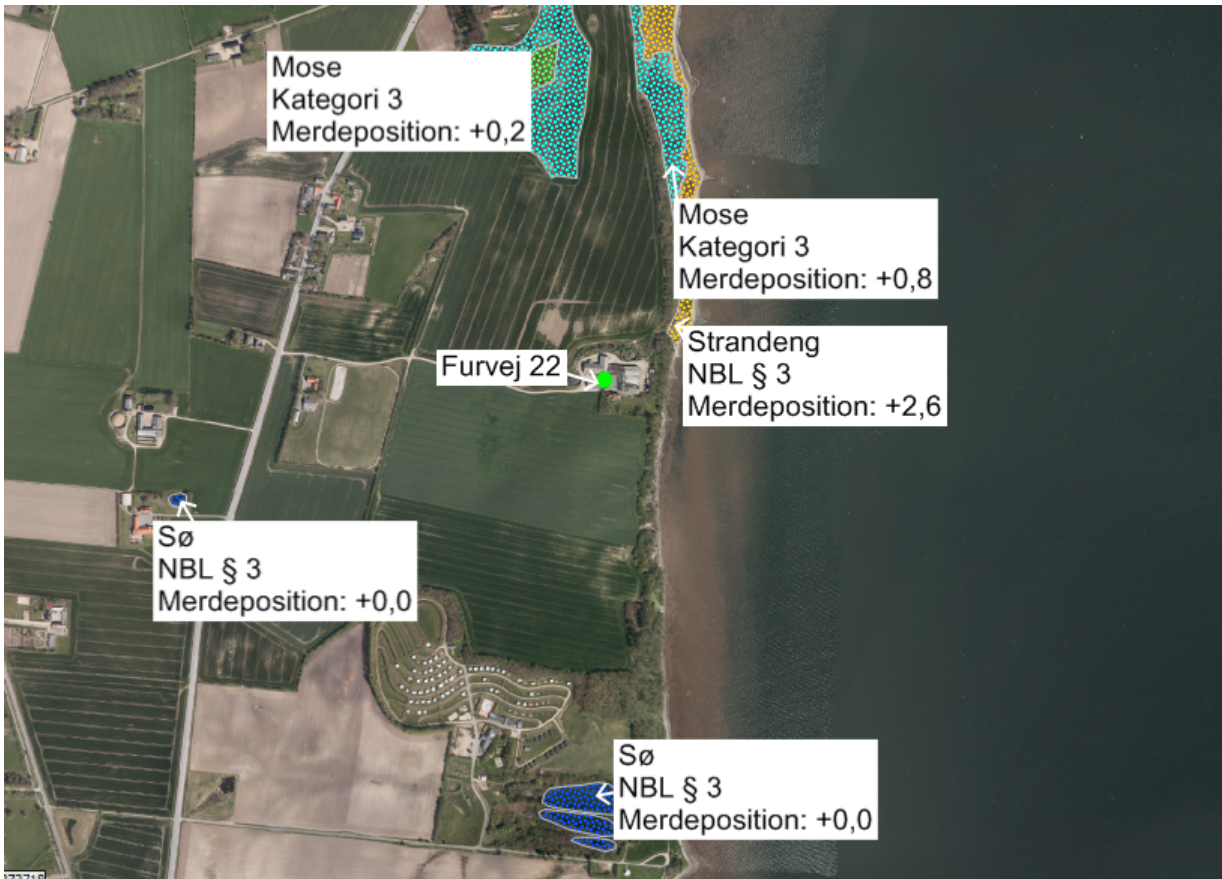 Mose
Kategori 3
Merdeposition: +0,2
Mose
Kategori 3
Merdeposition: +0,8
Strandeng
NBL § 3
Merdeposition: +2,6
Furvej 22
Sø
NBL § 3
Merdeposition: +0,0
Sø
NBL § 3
Merdeposition: +0,0